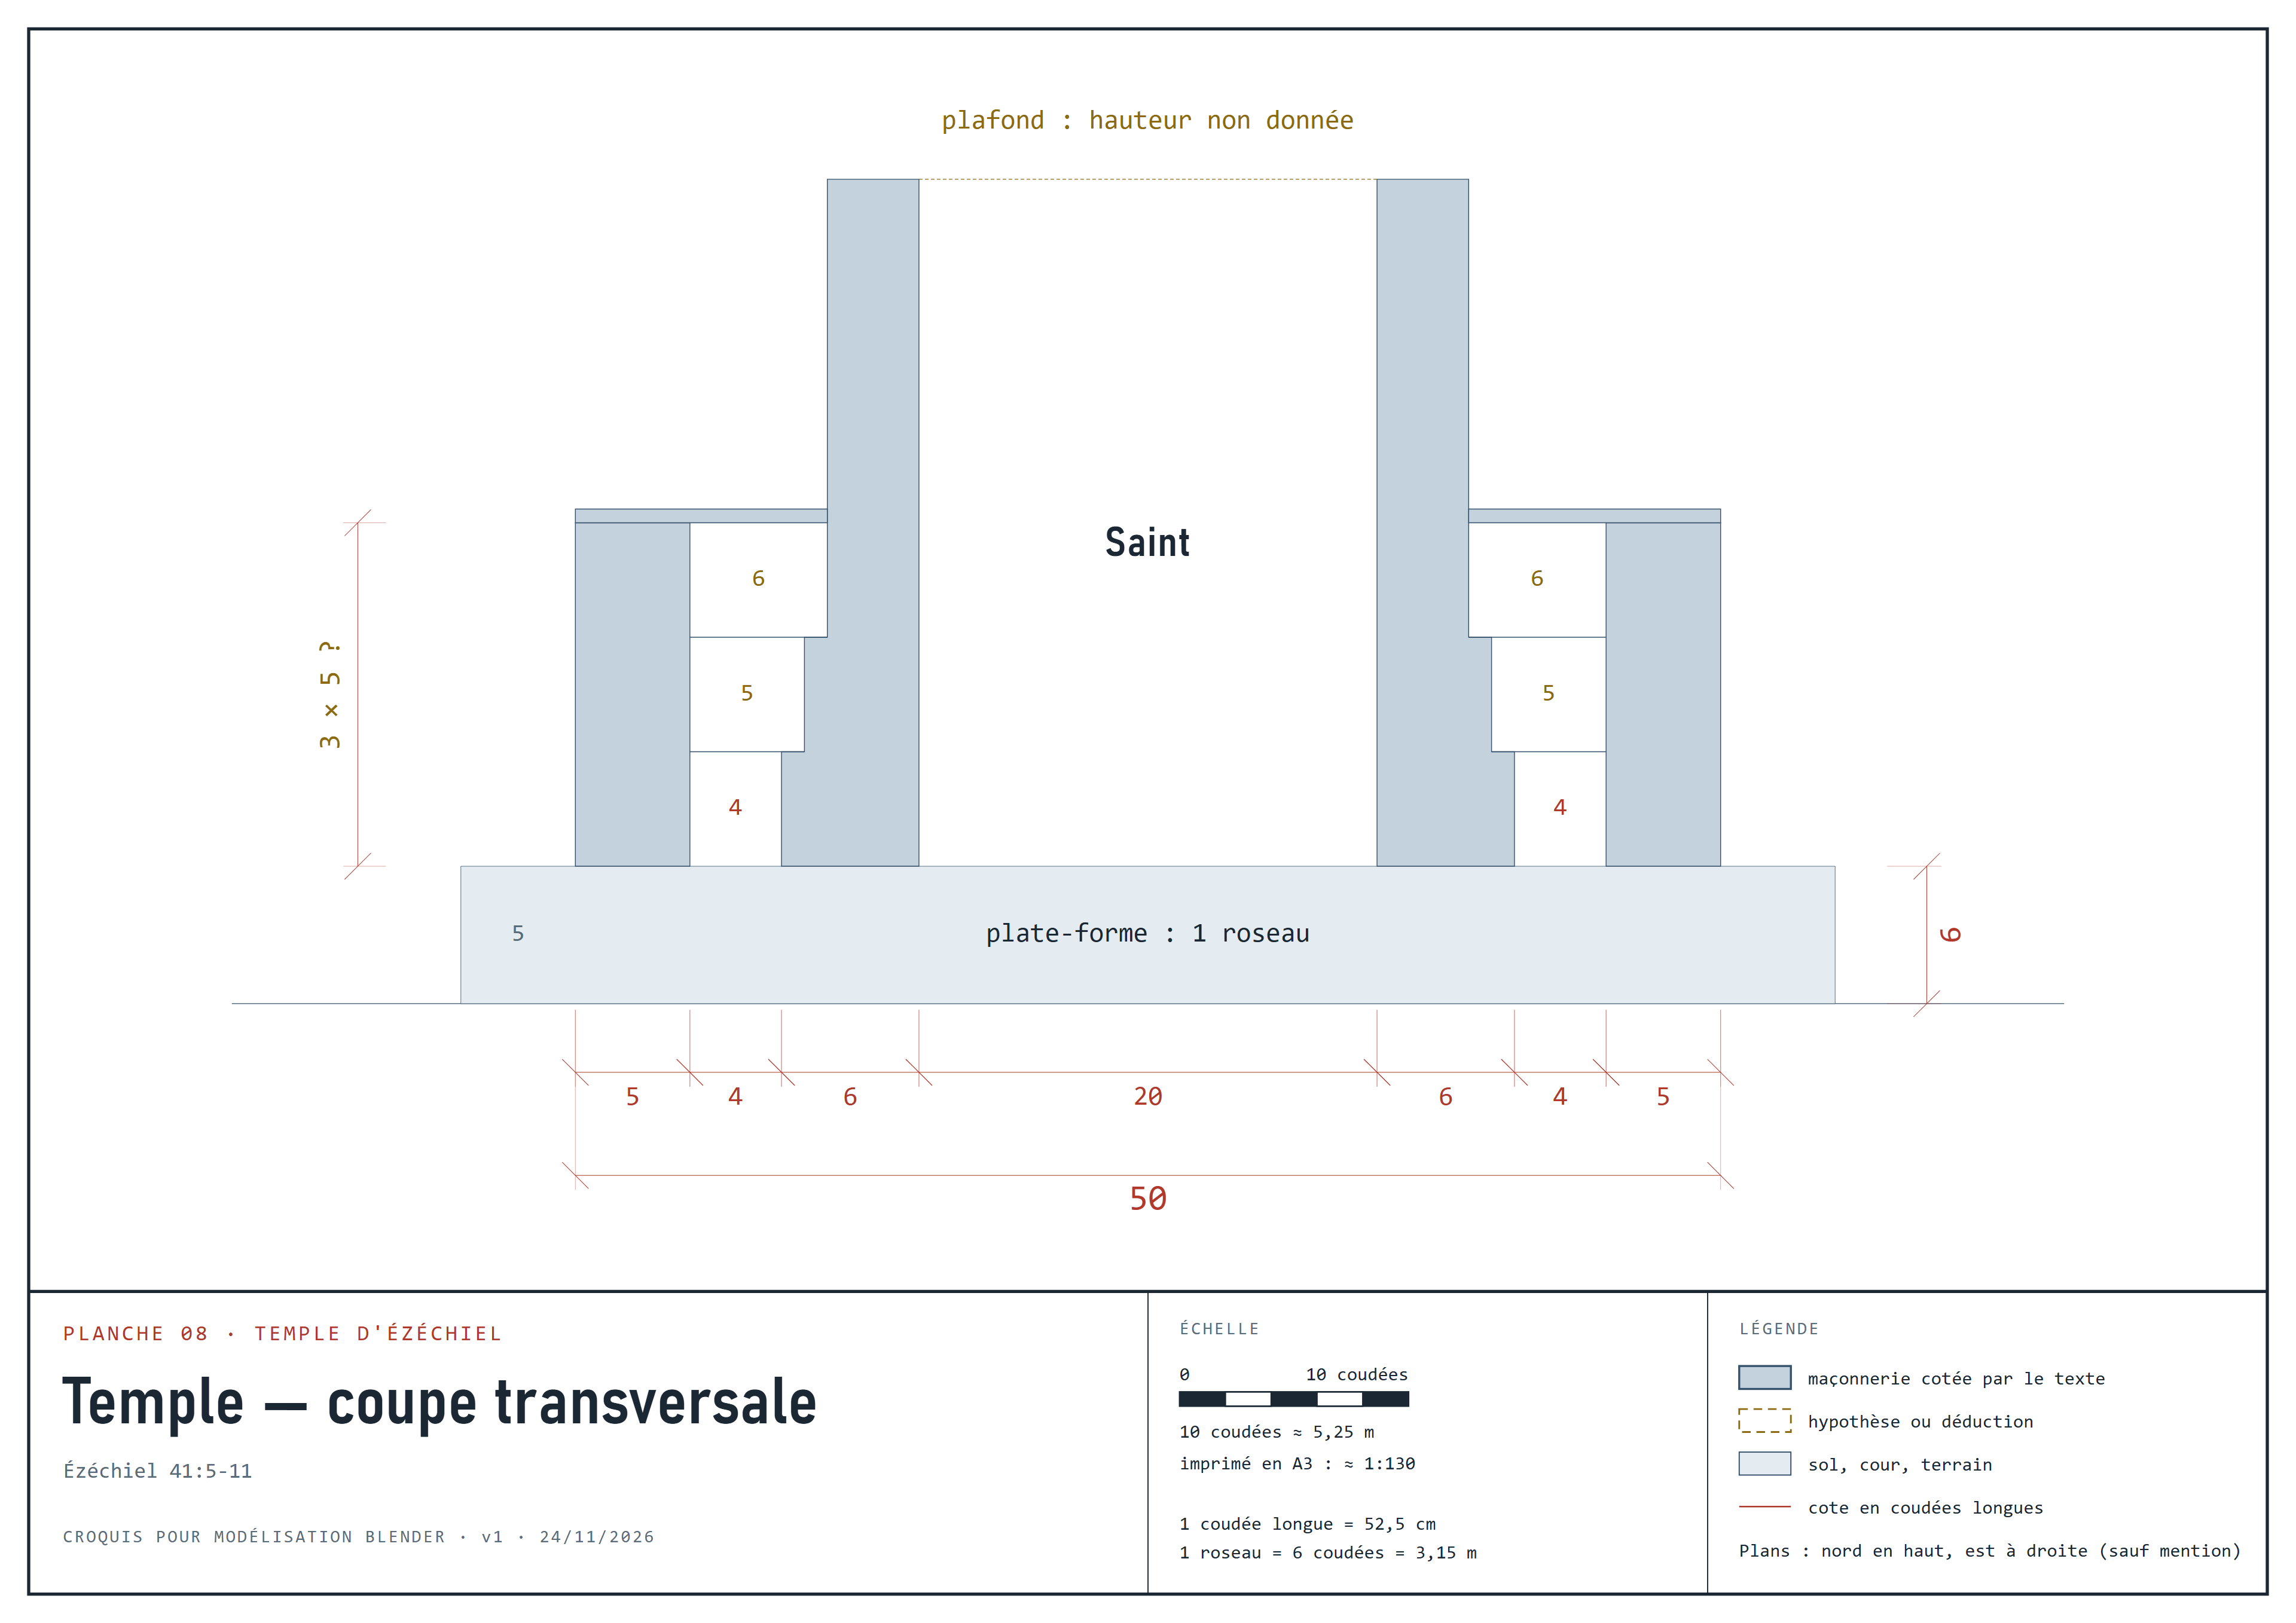 plafond : hauteur non donnée
Saint
6
6
3 × 5 ?
5
5
4
4
5
plate-forme : 1 roseau
6
5
4
6
20
6
4
5
50
PLANCHE 08 · TEMPLE D'ÉZÉCHIEL
Temple — coupe transversale
Ézéchiel 41:5-11
CROQUIS POUR MODÉLISATION BLENDER · v1 · 24/11/2026
ÉCHELLE
0
10 coudées
10 coudées ≈ 5,25 m
imprimé en A3 : ≈ 1:130
1 coudée longue = 52,5 cm
1 roseau = 6 coudées = 3,15 m
LÉGENDE
maçonnerie cotée par le texte
hypothèse ou déduction
sol, cour, terrain
cote en coudées longues
Plans : nord en haut, est à droite (sauf mention)